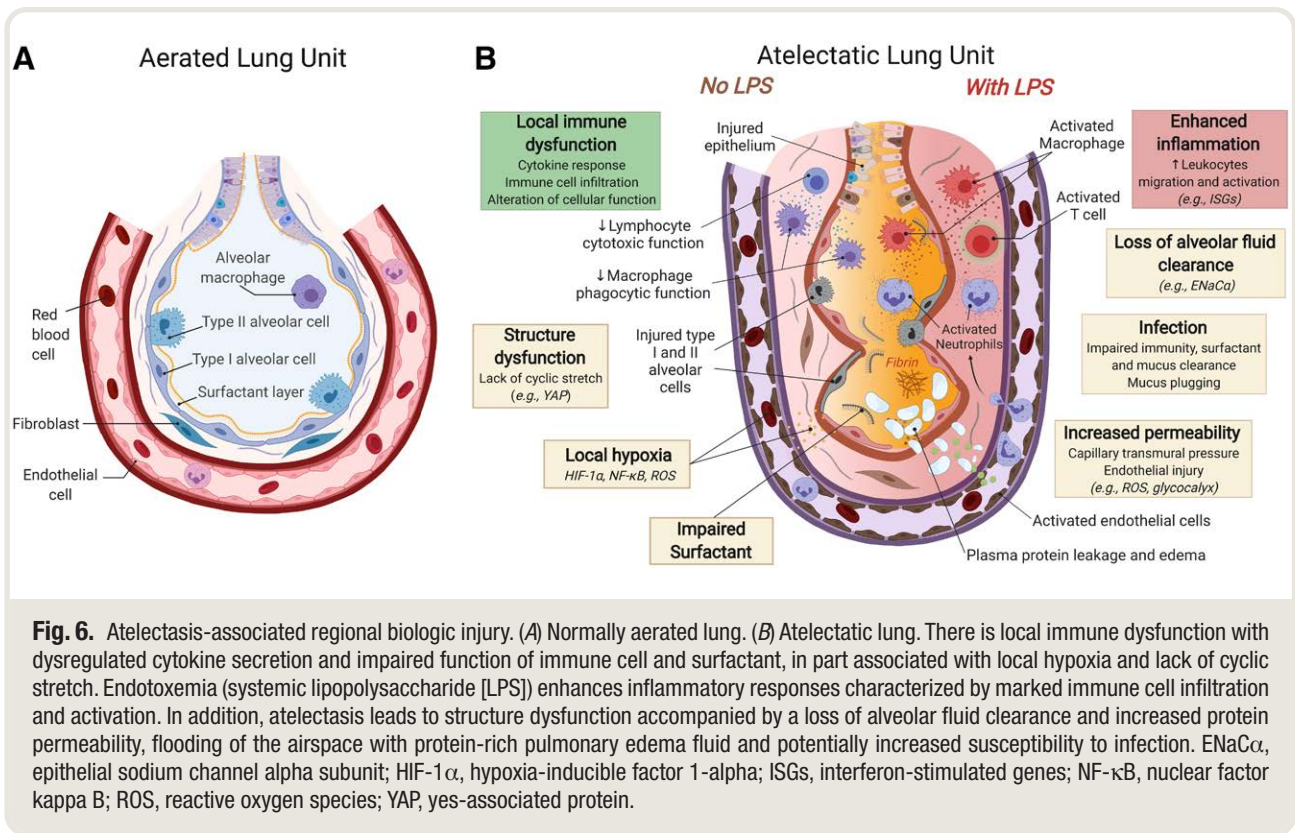 A
Aerated Lung Unit
Alveolar
macrophage
Red
blood
cell
Type II alveolar cell
Type I alveolar cell
Surfactant layer
Fibroblast
Endothelial
cell
B
Atelectatic Lung Unit
No LPS
With LPS
Local immune
dysfunction
Cytokine response
Immune cell infiltration
Alteration of cellular function
Injured
epithelium
↓Lymphocyte
cytotoxic function
↓Macrophage
phagocytic function
Structure
dysfunction
Lack of cyclic stretch
(e.g., YAP)
Injured type
I and II
alveolar
cells
Local hypoxia
HIF-1α, NF-κB, ROS
Impaired
Surfactant
Activated
Macrophage
Activated
T cell
Activated
Neutrophils
Fibrin
Enhanced
inflammation
↑Leukocytes
migration and activation
(e.g., ISGs)
Loss of alveolar fluid
clearance
(e.g., ENaCα)
Infection
Impaired immunity, surfactant
and mucus clearance
Mucus plugging
Increased permeability
Capillary transmural pressure
Endothelial injury
(e.g., ROS, glycocalyx)
Activated endothelial cells
Plasma protein leakage and edema
Fig. 6. Atelectasis-associated regional biologic injury. (A) Normally aerated lung. (B) Atelectatic lung. There is local immune dysfunction with
dysregulated cytokine secretion and impaired function of immune cell and surfactant, in part associated with local hypoxia and lack of cyclic
stretch. Endotoxemia (systemic lipopolysaccharide [LPS]) enhances inflammatory responses characterized by marked immune cell infiltration
and activation. In addition, atelectasis leads to structure dysfunction accompanied by a loss of alveolar fluid clearance and increased protein
permeability, flooding of the airspace with protein-rich pulmonary edema fluid and potentially increased susceptibility to infection. ENaCα,
epithelial sodium channel alpha subunit; HIF-1α, hypoxia-inducible factor 1-alpha; ISGs, interferon-stimulated genes; NF-κB, nuclear factor
kappa B; ROS, reactive oxygen species; YAP, yes-associated protein.